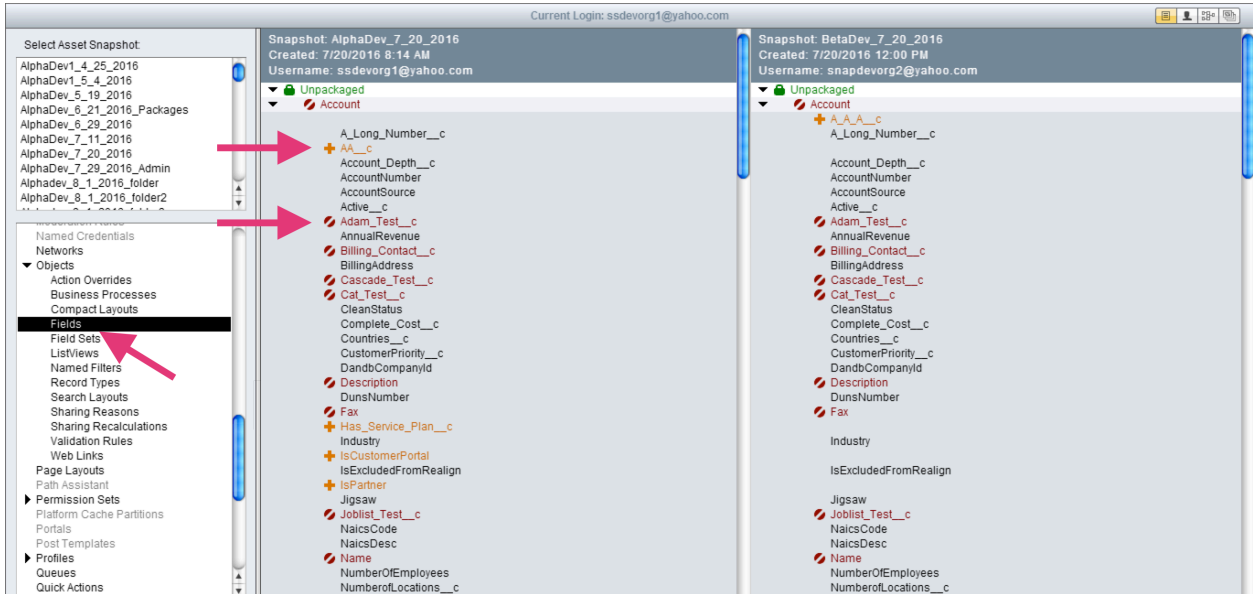 Current Login: ssdevorg1@yahoo.com
Select Asset Snapshot:
AlphaDev1_4_25_2016
AlphaDev1_5_4_2016
AlphaDev_5_19_2016
AlphaDev_6_21_2016_Packages
AlphaDev_6_29_2016
AlphaDev_7_11_2016
AlphaDev_7_20_2016
AlphaDev_7_29_2016_Admin
Alphadev_8_1_2016_folder
AlphaDev_8_1_2016_folder2
Named Credentials
Networks
Objects
Action Overrides
Business Processes
Compact Layouts
Fields
Field Sets
ListViews
Named Filters
Record Types
Search Layouts
Sharing Reasons
Sharing Recalculations
Validation Rules
Web Links
Page Layouts
Path Assistant
Permission Sets
Platform Cache Partitions
Portals
Post Templates
Profiles
Queues
Quick Actions
Snapshot: AlphaDev_7_20_2016
Created: 7/20/2016 8:14 AM
Username: ssdevorg1@yahoo.com
Unpackaged
Account
A_Long_Number__c
AA__c
Account_Depth__c
AccountNumber
AccountSource
Active__c
Adam_Test__c
AnnualRevenue
Billing_Contact__c
BillingAddress
Cascade_Test__c
Cat_Test__c
CleanStatus
Complete_Cost__c
Countries__c
CustomerPriority__c
DandbCompanyId
Description
DunsNumber
Fax
Has_Service_Plan__c
Industry
IsCustomerPortal
IsExcludedFromRealign
IsPartner
Jigsaw
Joblist_Test__c
NaicsCode
NaicsDesc
Name
NumberOfEmployees
NumberofLocations__c
Snapshot: BetaDev_7_20_2016
Created: 7/20/2016 12:00 PM
Username: snapdevorg2@yahoo.com
Unpackaged
Account
A_A_A__c
A_Long_Number__c
Account_Depth__c
AccountNumber
AccountSource
Active__c
Adam_Test__c
AnnualRevenue
Billing_Contact__c
BillingAddress
Cascade_Test__c
Cat_Test__c
CleanStatus
Complete_Cost__c
Countries__c
CustomerPriority__c
DandbCompanyId
Description
DunsNumber
Fax
Industry
IsExcludedFromRealign
Jigsaw
Joblist_Test__c
NaicsCode
NaicsDesc
Name
NumberOfEmployees
NumberofLocations__c